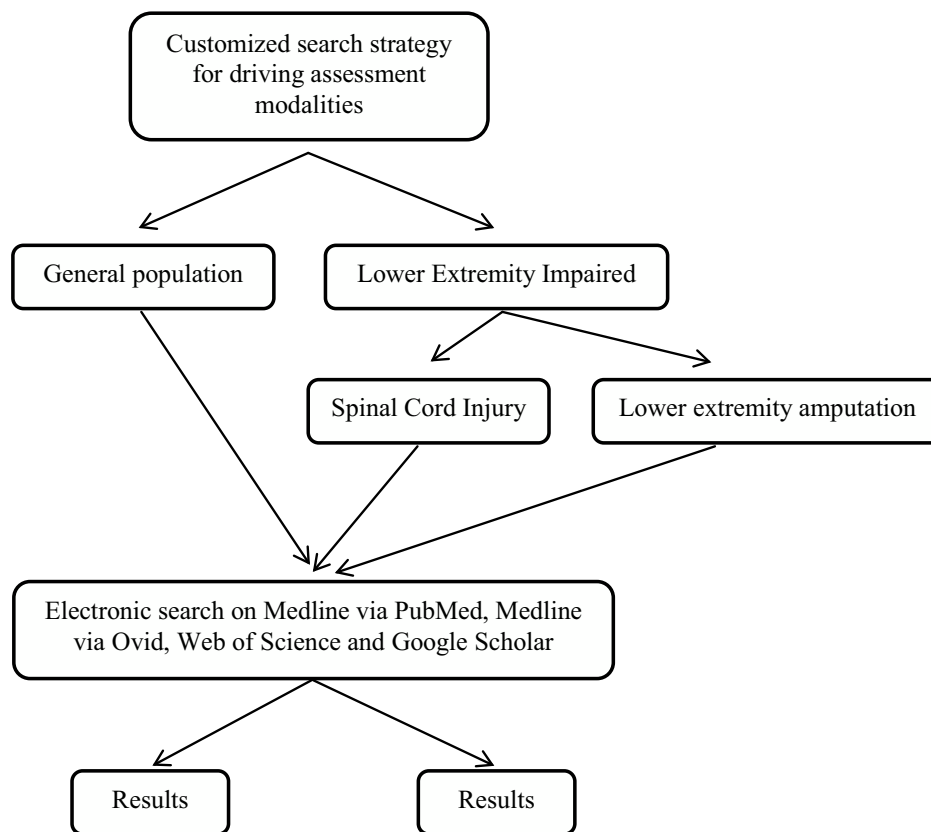 Customized search strategy
for driving assessment
modalities
General population
Lower Extremity Impaired
Spinal Cord Injury
Lower extremity amputation
Electronic search on Medline via PubMed, Medline
via Ovid, Web of Science and Google Scholar
Results
Results